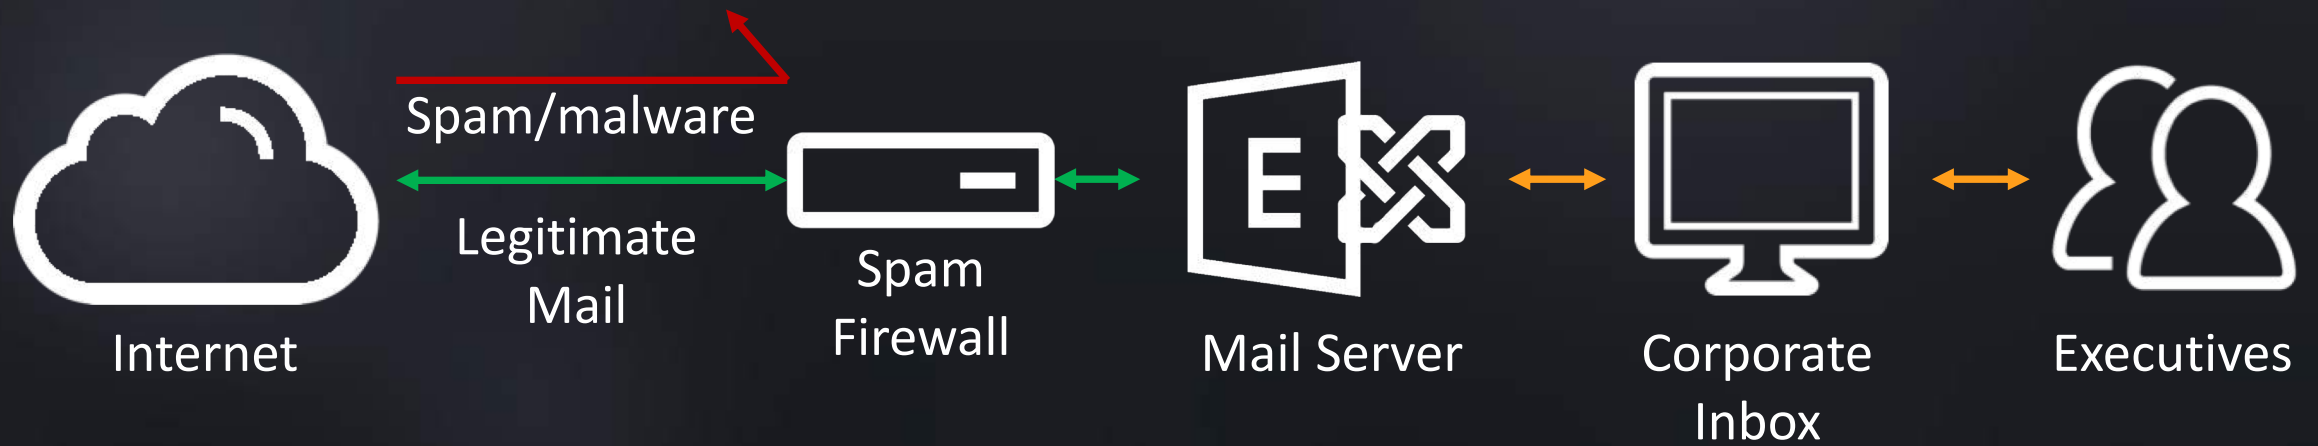 Spam/malware
Legitimate
Mail
Internet
Spam
Firewall
E
Mail Server
Corporate
Inbox
Executives